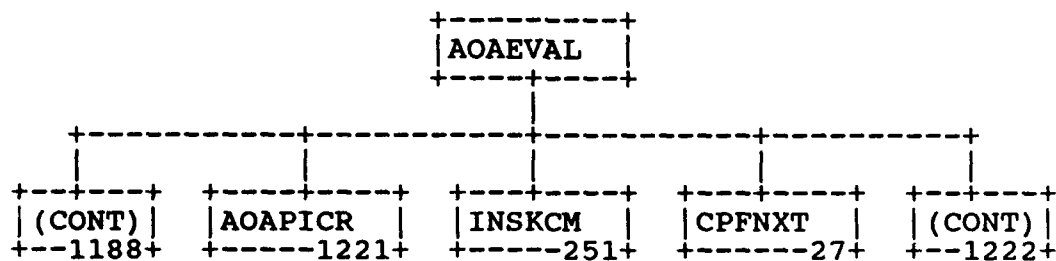 AOAEVAL
(CONT) AOAPICR INSKCM CPFNXT (CONT)
1188 1221 251 27 1222